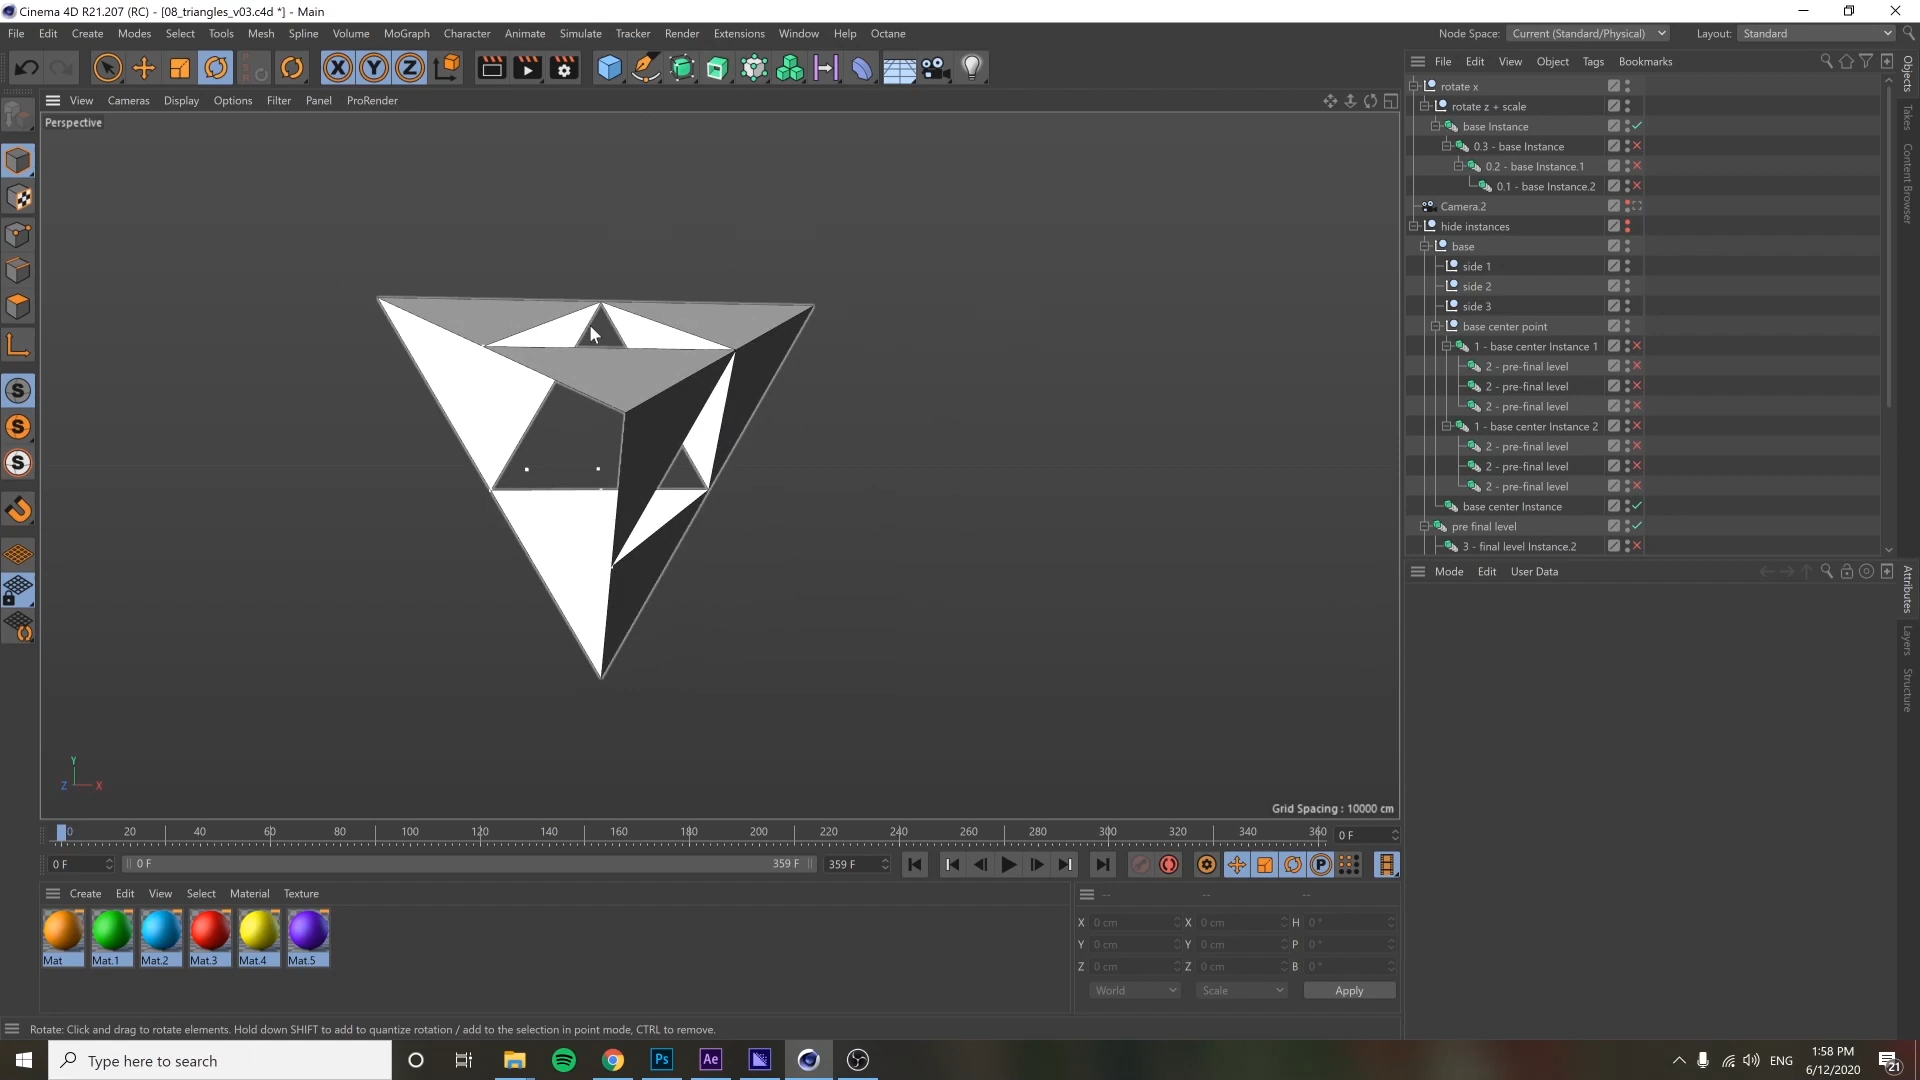 Cinema 4D R21.207 (RC) - [08_triangles_v03.c4d *] - Main
File Edit Create Modes Select Tools Mesh Spline Volume MoGraph Character Animate Simulate Tracker Render Extensions Window Help Octane
Node Space: Current (Standard/Physical) Layout: Standard
File Edit View Object Tags Bookmarks
View Cameras Display Options Filter Panel ProRender
Perspective
rotate x
rotate z + scale
base Instance
0.3 - base Instance
0.2 - base Instance.1
0.1 - base Instance.2
Camera.2
hide instances
base
side 1
side 2
side 3
base center point
1 - base center Instance 1
2 - pre-final level
2 - pre-final level
2 - pre-final level
1 - base center Instance 2
2 - pre-final level
2 - pre-final level
2 - pre-final level
base center Instance
pre final level
3 - final level Instance.2
Objects
Takes
Content Browser
Mode Edit User Data
Attributes
Layers
Structure
Y
Z X
Grid Spacing : 10000 cm
0 20 40 60 80 100 120 140 160 180 200 220 240 260 280 300 320 340 360 0 F
0 F 0 F 359 F 359 F
Create Edit View Select Material Texture
Mat Mat.1 Mat.2 Mat.3 Mat.4 Mat.5
-- -- --
X 0 cm X 0 cm H 0 °
Y 0 cm Y 0 cm P 0 °
Z 0 cm Z 0 cm B 0 °
World Scale Apply
Rotate: Click and drag to rotate elements. Hold down SHIFT to add to quantize rotation / add to the selection in point mode, CTRL to remove.
Type here to search
Ps Ae
ENG
1:58 PM
6/12/2020
21